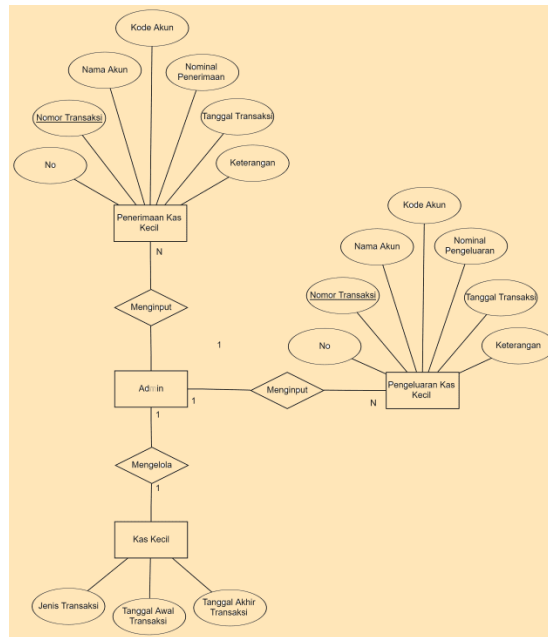 Kode Akun
Nama Akun
Nominal
Penerimaan
Nomor Transaksi
Tanggal Transaksi
No
Keterangan
Penerimaan Kas
Kecil
N
Menginput
1
Admin
1
1
Menginput
N
Kode Akun
Nama Akun
Nominal
Pengeluaran
Nomor Transaksi
Tanggal Transaksi
No
Keterangan
Pengeluaran Kas
Kecil
Mengelola
1
Kas Kecil
Jenis Transaksi
Tanggal Awal
Transaksi
Tanggal Akhir
Transaksi